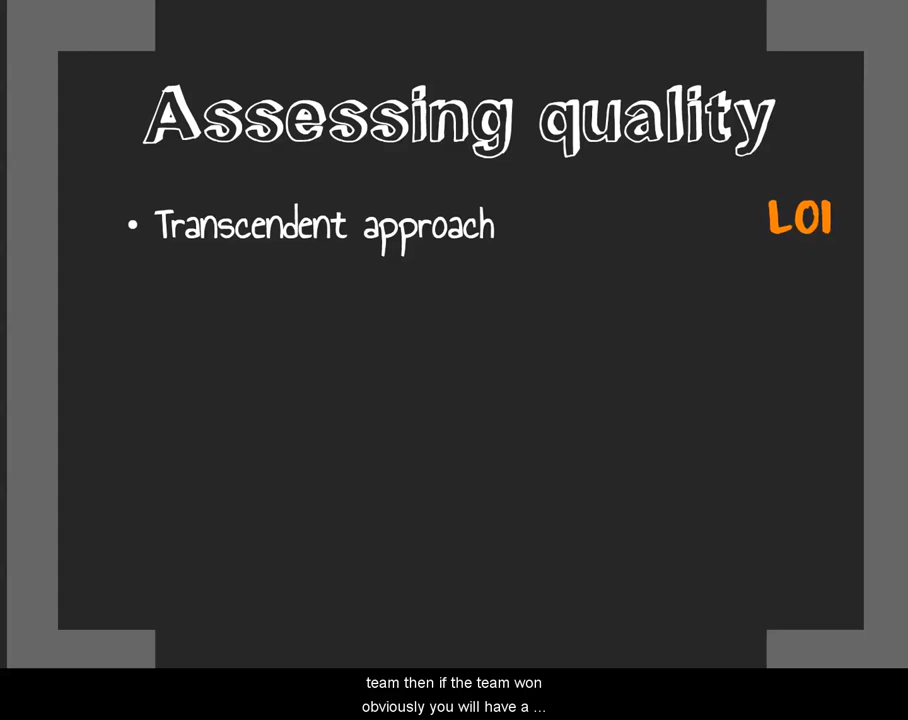 Assessing quality
• Transcendent approach
LO1
team then if the team won
obviously you will have a ...